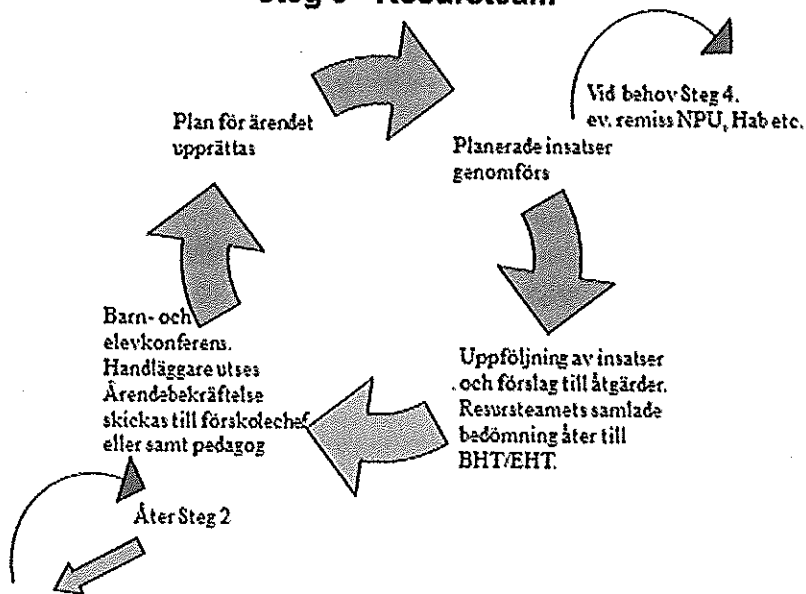 Plan för ärendet
upprättas
Vid behov Steg 4.
ev. remiss NPU, Hab etc.
Planerade insatser
genomförs
Barn- och
elevkonferens.
Handläggare utses
Ärendebekräftelse
skickas till förskolechef
eller samt pedagog
Uppföljning av insatser
och förslag till åtgärder.
Resursteamets samlade
bedömning åter till
BHT/EHT.
Åter Steg 2